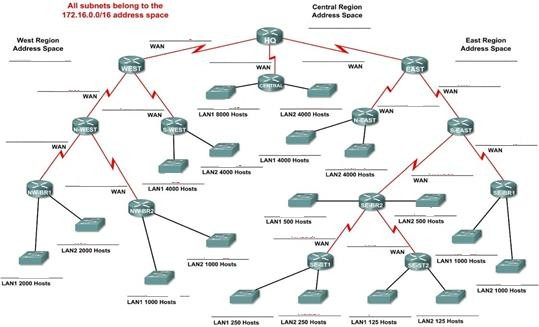 All subnets belong to the
172.16.0.0/16 address space
Central Region
Address Space
West Region
Address Space
East Region
Address Space
HQ
WAN
WAN
WAN
WEST
CENTRAL
EAST
WAN
WAN
LAN1 8000 Hosts
LAN2 4000 Hosts
WAN
WAN
N-WEST
S-WEST
N-EAST
S-EAST
LAN2 4000 Hosts
LAN1 4000 Hosts
LAN1 4000 Hosts
LAN2 4000 Hosts
WAN
WAN
WAN
WAN
NW-BR1
NW-BR2
SE-BR2
SE-BR1
LAN1 500 Hosts
LAN2 500 Hosts
LAN2 2000 Hosts
LAN2 1000 Hosts
WAN
WAN
LAN1 1000 Hosts
LAN2 1000 Hosts
SE-ST1
SE-ST2
LAN1 2000 Hosts
LAN1 1000 Hosts
LAN1 250 Hosts
LAN2 250 Hosts
LAN1 125 Hosts
LAN2 125 Hosts